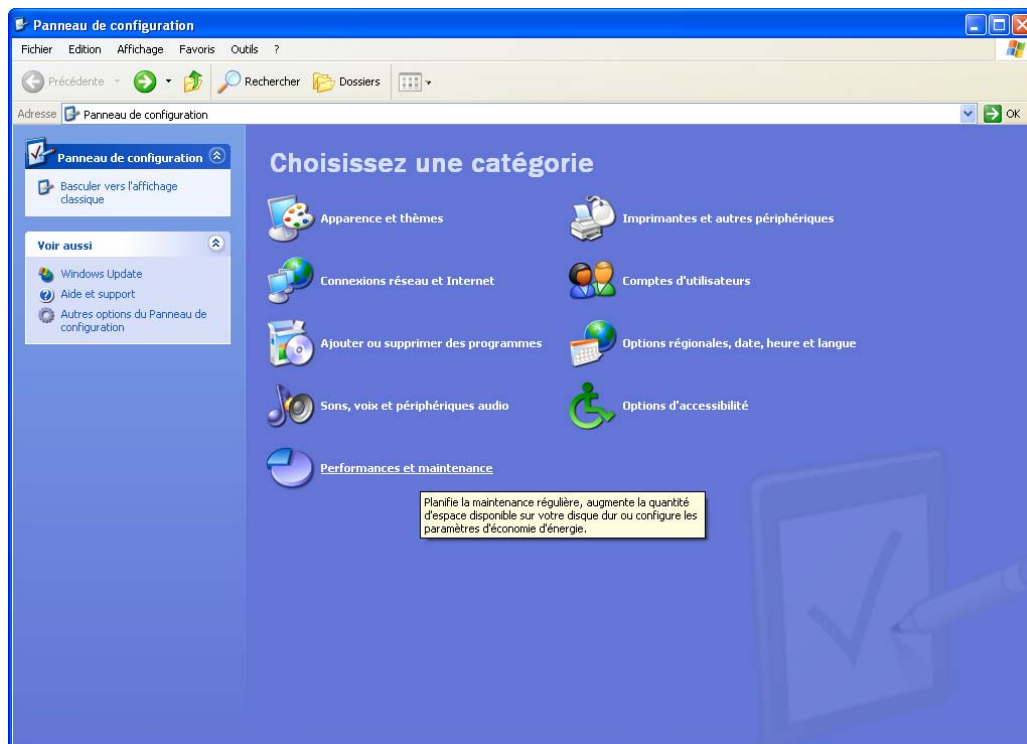 Panneau de configuration
Fichier Edition Affichage Favoris Outils ?
Précédente Rechercher Dossiers
Adresse Panneau de configuration OK
Panneau de configuration
Basculer vers l'affichage
classique
Voir aussi
Windows Update
Aide et support
Autres options du Panneau de
configuration
Choisissez une catégorie
Apparence et thèmes
Imprimantes et autres périphériques
Connexions réseau et Internet
Comptes d'utilisateurs
Ajouter ou supprimer des programmes
Options régionales, date, heure et langue
Sons, voix et périphériques audio
Options d'accessibilité
Performances et maintenance
Planifie la maintenance régulière, augmente la quantité
d'espace disponible sur votre disque dur ou configure les
paramètres d'économie d'énergie.